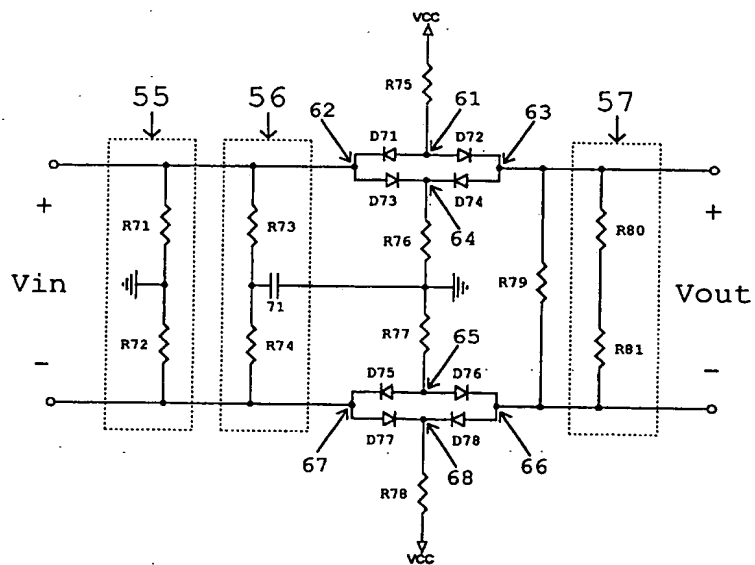 VCC
R75
55
56
62
61
63
57
D71
D72
D73
D74
64
+
+
R71
R73
R76
R80
Vin
71
R79
Vout
R72
R74
R77
65
R81
-
-
D75
D76
D77
D78
67
68
66
R78
VCC